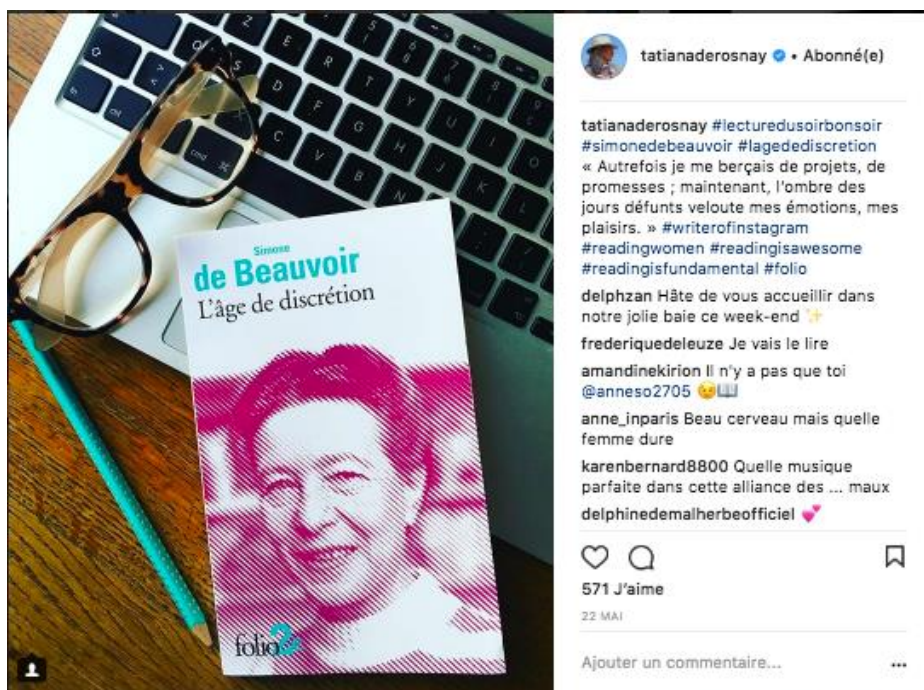 Simone
de Beauvoir
L'âge de discrétion
folio2
tatianaderosnay • Abonné(e)
tatianaderosnay #lecturedusoirbonsoir
#simonedebeauvoir #lagedediscretion
« Autrefois je me berçais de projets, de
promesses ; maintenant, l'ombre des
jours défunts veloute mes émotions, mes
plaisirs. » #writerofinstagram
#readingwomen #readingisawesome
#readingisfundamental #folio
delphzan Hâte de vous accueillir dans
notre jolie baie ce week-end ✨
frederiquedeleuze Je vais le lire
amandinekirion Il n'y a pas que toi
@anneso2705 😉📖
anne_inparis Beau cerveau mais quelle
femme dure
karenbernard8800 Quelle musique
parfaite dans cette alliance des ... maux
delphinedemalherbeofficiel 💕
571 J'aime
22 MAI
Ajouter un commentaire...